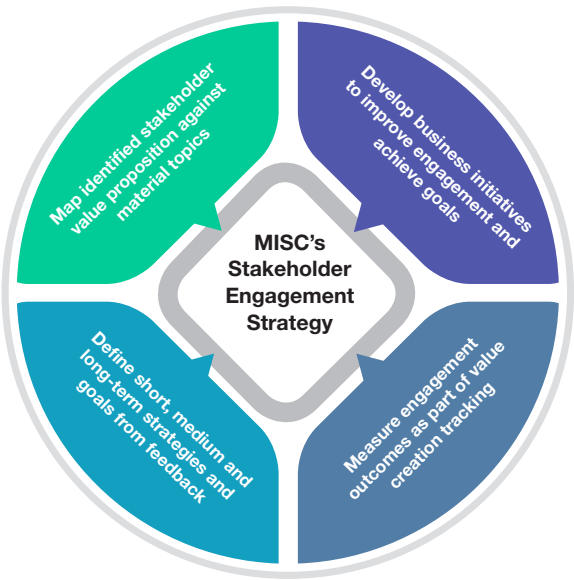 Map identified stakeholder
value proposition against
material topics
Develop business initiatives
to improve engagement and
achieve goals
MISC's
Stakeholder
Engagement
Strategy
Define short, medium and
long-term strategies and
goals from feedback
Measure engagement
outcomes as part of value
creation tracking